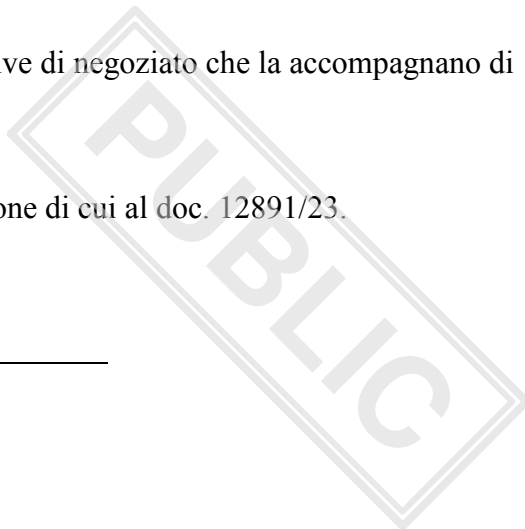 ve di negoziato che la accompagnano di
one di cui al doc. 12891/23.
PUBLIC